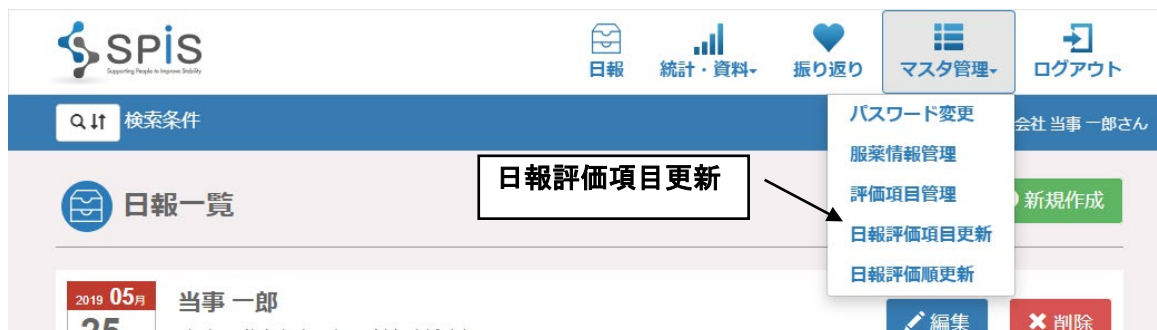 SPiS
Supporting People to Improve Stability
日報
統計・資料
振り返り
マスタ管理
ログアウト
検索条件
会社 当事 一郎さん
パスワード変更
服薬情報管理
評価項目管理
日報評価項目更新
日報評価順更新
日報評価項目更新
日報一覧
新規作成
2019 05月
25
当事 一郎
編集
削除